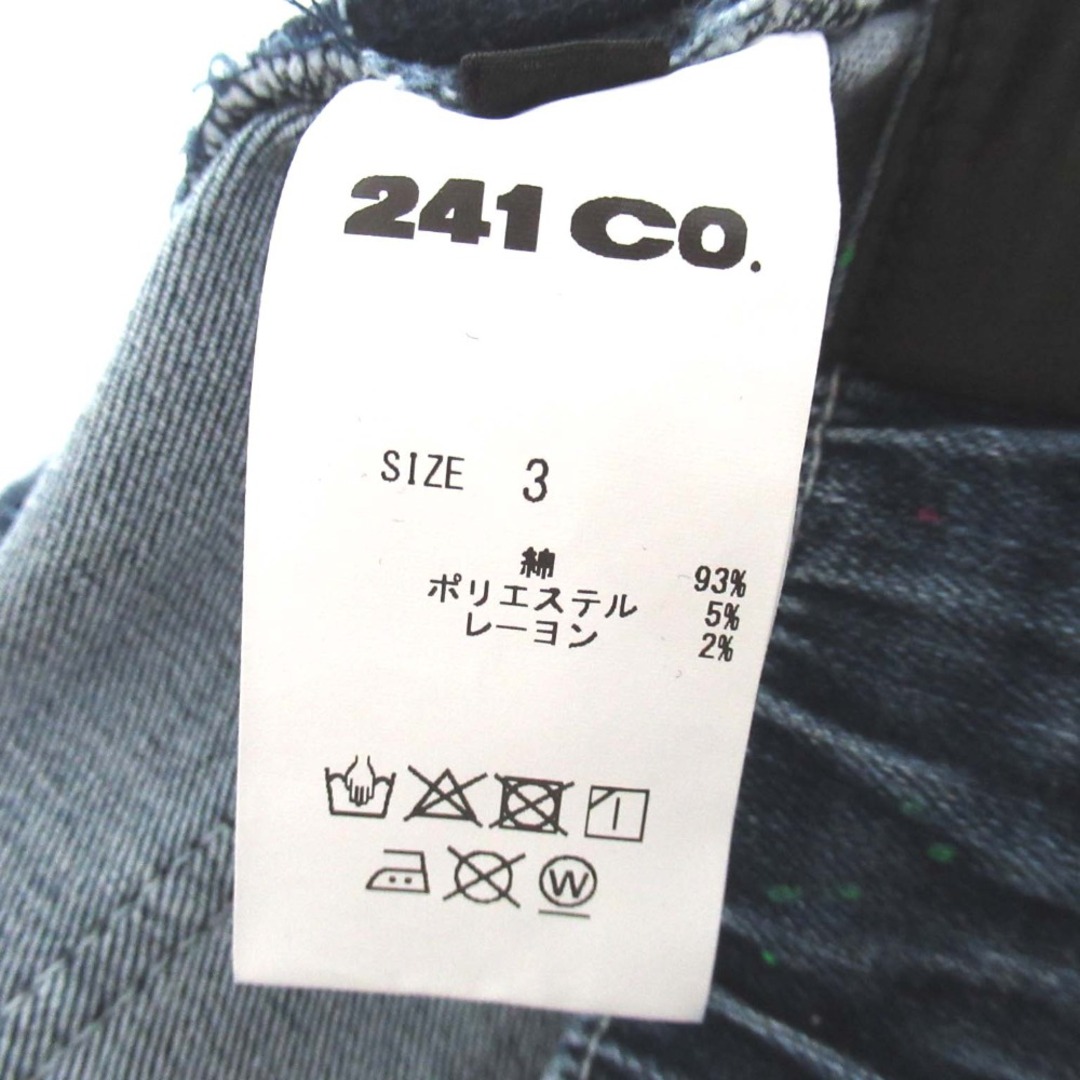 241 CO.
SIZE 3
綿 93%
ポリエステル 5%
レーヨン 2%
W